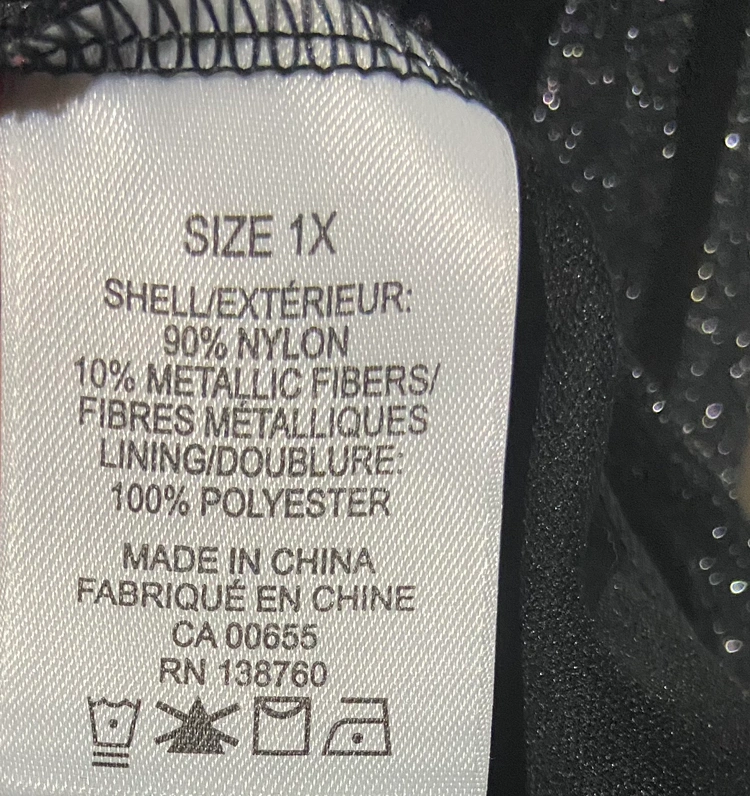 SIZE 1X
SHELL/EXTÉRIEUR:
90% NYLON
10% METALLIC FIBERS/
FIBRES MÉTALLIQUES
LINING/DOUBLURE:
100% POLYESTER
MADE IN CHINA
FABRIQUÉ EN CHINE
CA 00655
RN 138760